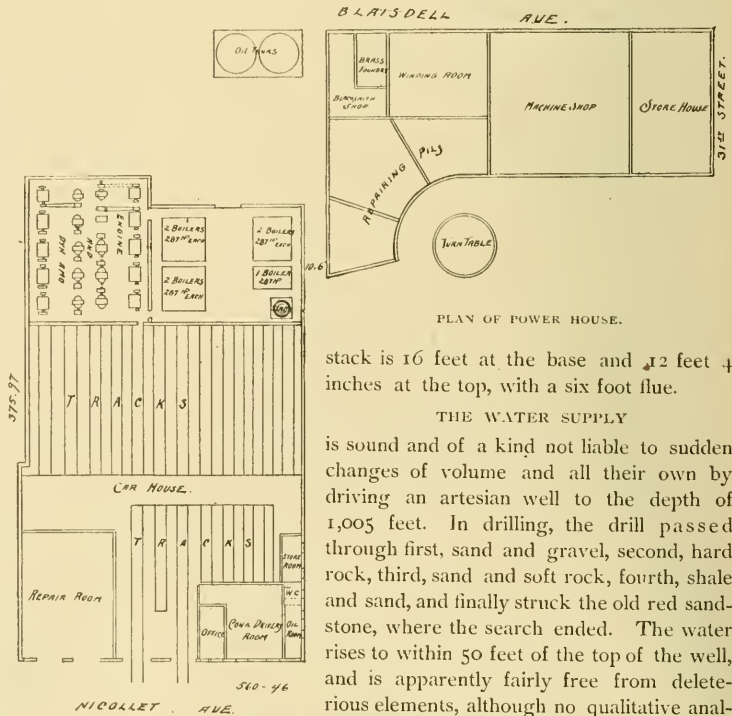 BLAISDELL AVE.
OIL TANKS
BRASS FOUNDRY
WINDING ROOM
BLACKSMITH SHOP
MACHINE SHOP
STORE HOUSE
31ST STREET.
REPAIRING PITS
TURN TABLE
ENGINE AND DYNAMO
2 BOILERS
287 HP EACH
2 BOILERS
287 HP EACH
2 BOILERS
287 HP EACH
1 BOILER
287 HP
10.6
375.97
TRACKS
CAR HOUSE.
TRACKS
REPAIR ROOM
STORE ROOM
W C
OFFICE
COND & DRIVERS ROOM
OIL ROOM
560-46
NICOLLET AVE.
PLAN OF POWER HOUSE.
stack is 16 feet at the base and 12 feet 4
inches at the top, with a six foot flue.
THE WATER SUPPLY
is sound and of a kind not liable to sudden
changes of volume and all their own by
driving an artesian well to the depth of
1,005 feet. In drilling, the drill passed
through first, sand and gravel, second, hard
rock, third, sand and soft rock, fourth, shale
and sand, and finally struck the old red sand-
stone, where the search ended. The water
rises to within 50 feet of the top of the well,
and is apparently fairly free from delete-
rious elements, although no qualitative anal-